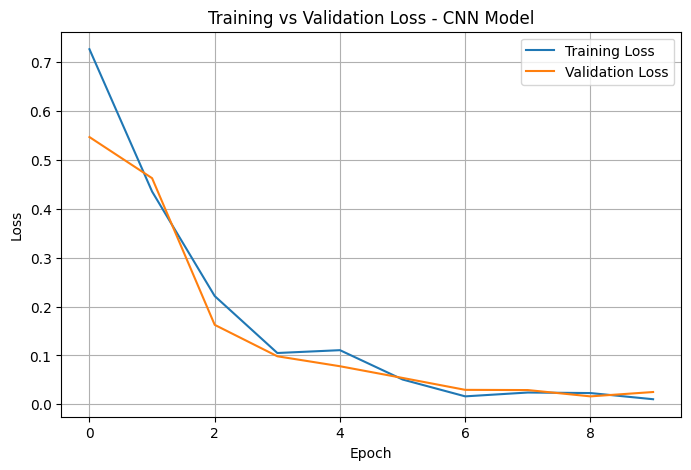 Training vs Validation Loss - CNN Model
Training Loss
Validation Loss
0.7
0.6
0.5
0.4
0.3
0.2
0.1
0.0
Loss
0 2 4 6 8
Epoch